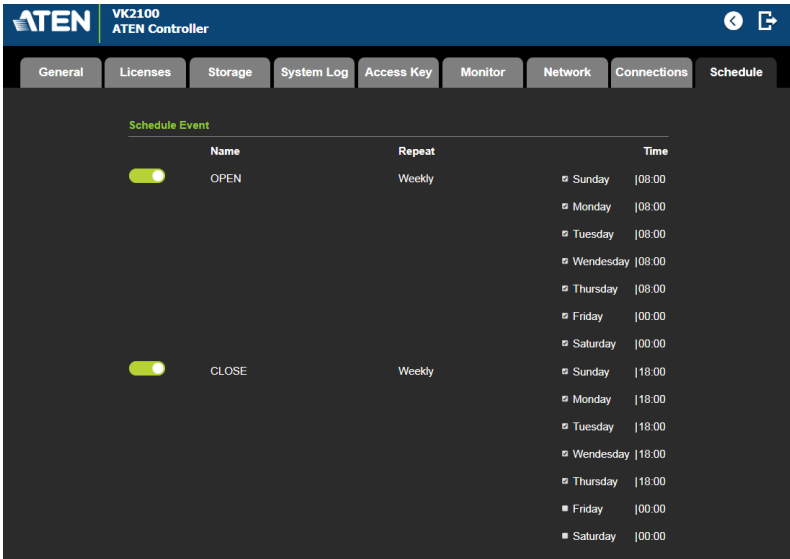 ATEN
VK2100
ATEN Controller
General Licenses Storage System Log Access Key Monitor Network Connections Schedule
Schedule Event
Name Repeat Time
OPEN Weekly Sunday |08:00
Monday |08:00
Tuesday |08:00
Wendesday |08:00
Thursday |08:00
Friday |00:00
Saturday |00:00
CLOSE Weekly Sunday |18:00
Monday |18:00
Tuesday |18:00
Wendesday |18:00
Thursday |18:00
Friday |00:00
Saturday |00:00